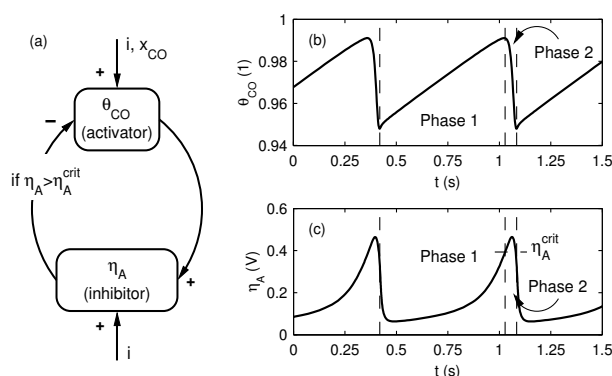 (a)
i, x_CO
+
θ_CO
(activator)
−
if η_A>η_A^crit
η_A
(inhibitor)
+
+
i
(b)
1
0.98
0.96
0.94
θ_CO (1)
Phase 2
Phase 1
0 0.25 0.5 0.75 1 1.25 1.5
t (s)
(c)
0.6
0.4
0.2
0
η_A (V)
Phase 1
η_A^crit
Phase 2
0 0.25 0.5 0.75 1 1.25 1.5
t (s)